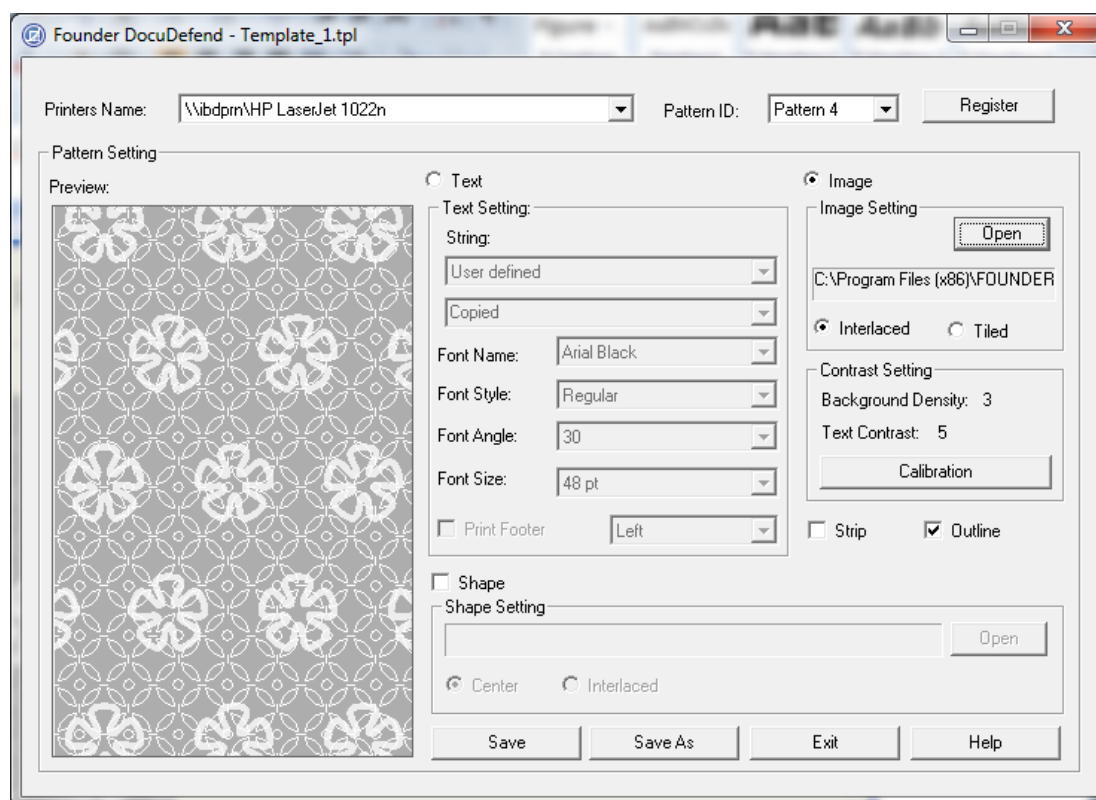 Founder DocuDefend - Template_1.tpl
Printers Name: \\ibdprn\HP LaserJet 1022n Pattern ID: Pattern 4 Register
Pattern Setting
Preview: Text Image
Text Setting: Image Setting
String: Open
User defined
C:\Program Files (x86)\FOUNDER
Copied
Interlaced Tiled
Font Name: Arial Black
Contrast Setting
Font Style: Regular
Background Density: 3
Font Angle: 30
Text Contrast: 5
Font Size: 48 pt
Calibration
Print Footer Left
Strip Outline
Shape
Shape Setting
Open
Center Interlaced
Save Save As Exit Help